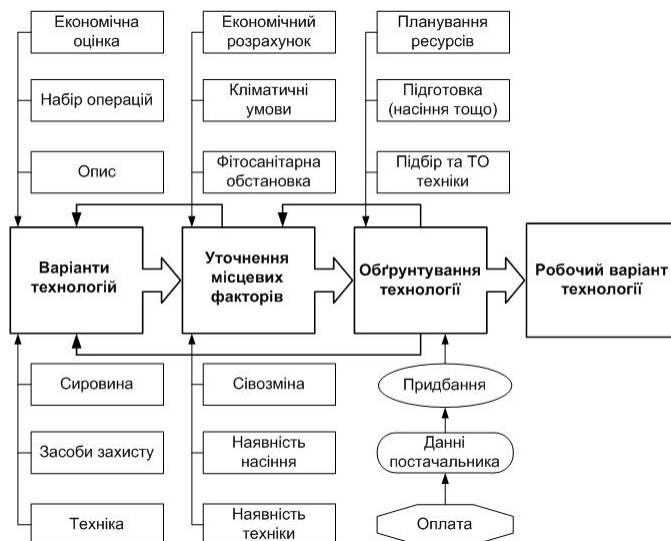 Економічна
оцінка
Економічний
розрахунок
Планування
ресурсів
Набір операцій
Кліматичні
умови
Підготовка
(насіння тощо)
Опис
Фітосанітарна
обстановка
Підбір та ТО
техніки
Варіанти
технологій
Уточнення
місцевих
факторів
Обґрунтування
технології
Робочий варіант
технології
Сировина
Сівозміна
Придбання
Засоби захисту
Наявність
насіння
Данні
постачальника
Техніка
Наявність
техніки
Оплата